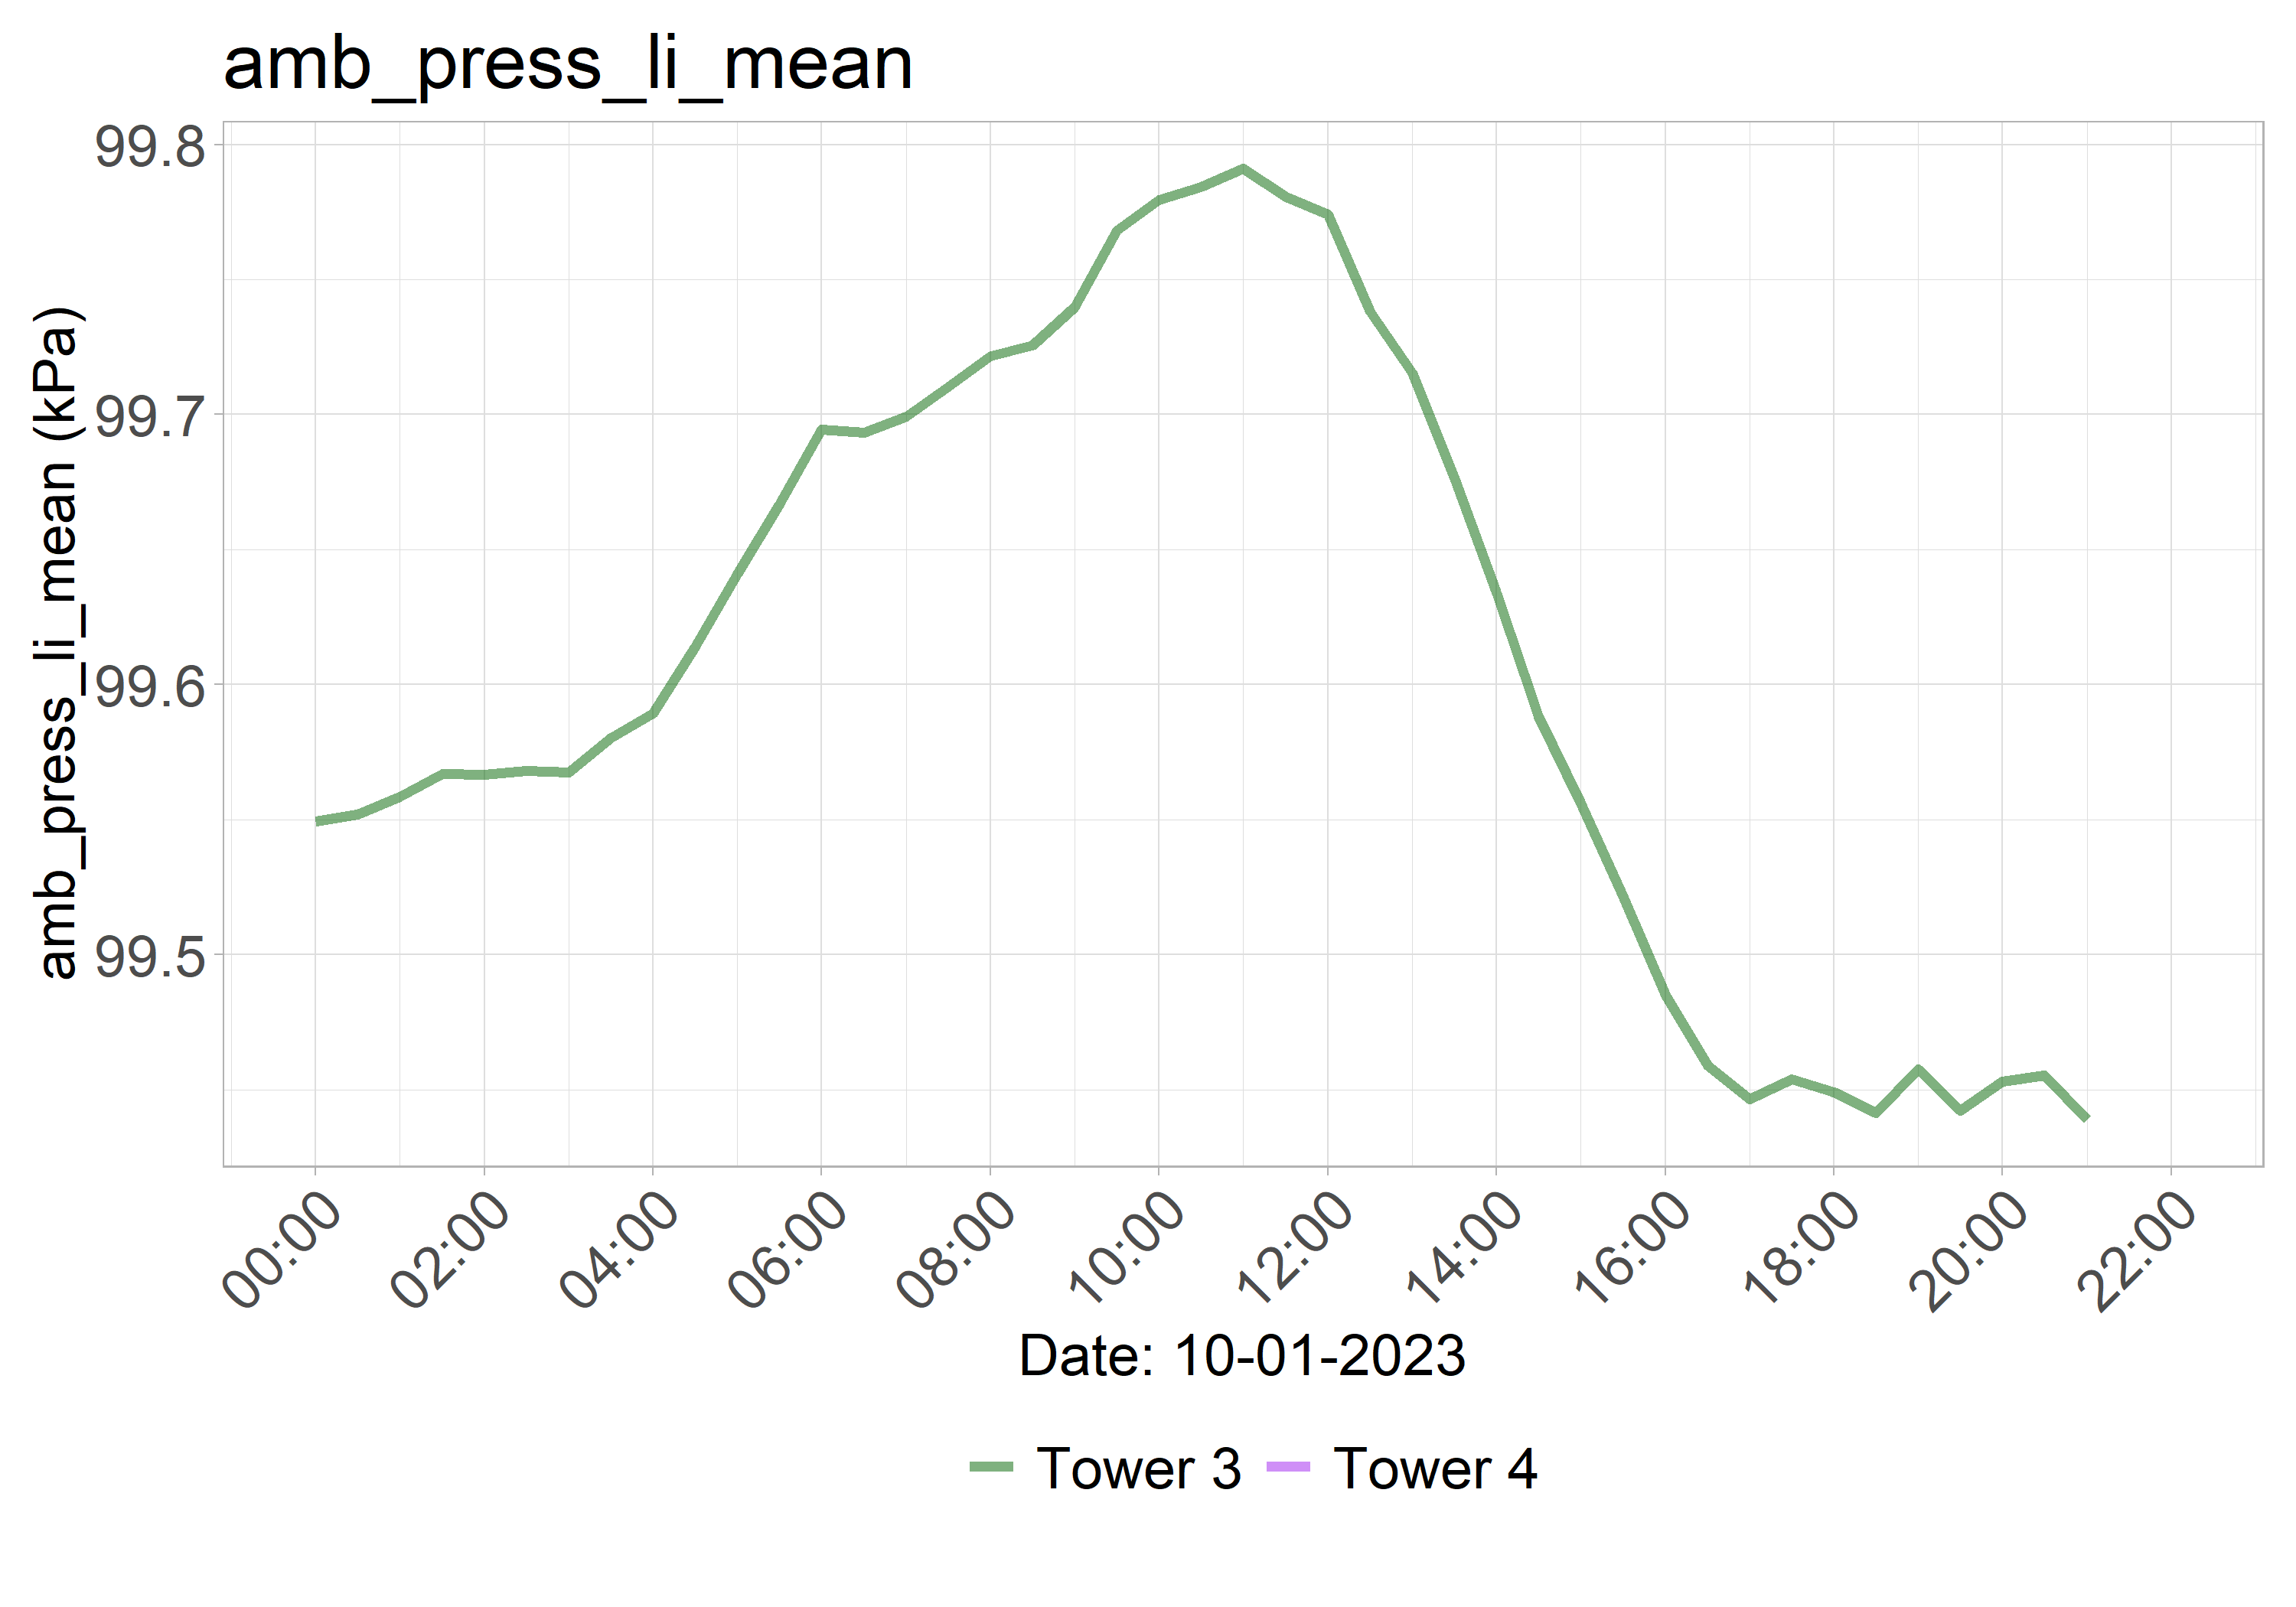 amb_press_li_mean
amb_press_li_mean (kPa)
99.8
99.7
99.6
99.5
00:00 02:00 04:00 06:00 08:00 10:00 12:00 14:00 16:00 18:00 20:00 22:00
Date: 10-01-2023
Tower 3 Tower 4